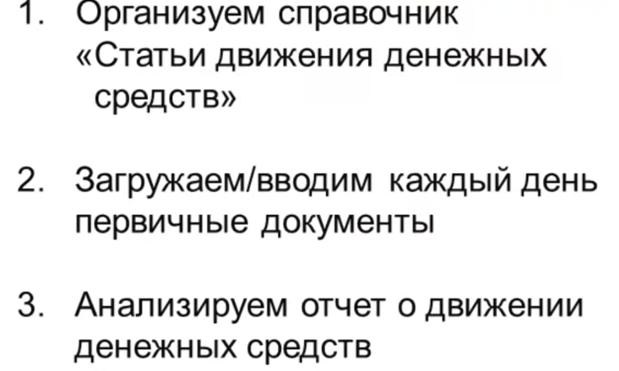 1. Организуем справочник
«Статьи движения денежных
средств»
2. Загружаем/вводим каждый день
первичные документы
3. Анализируем отчет о движении
денежных средств